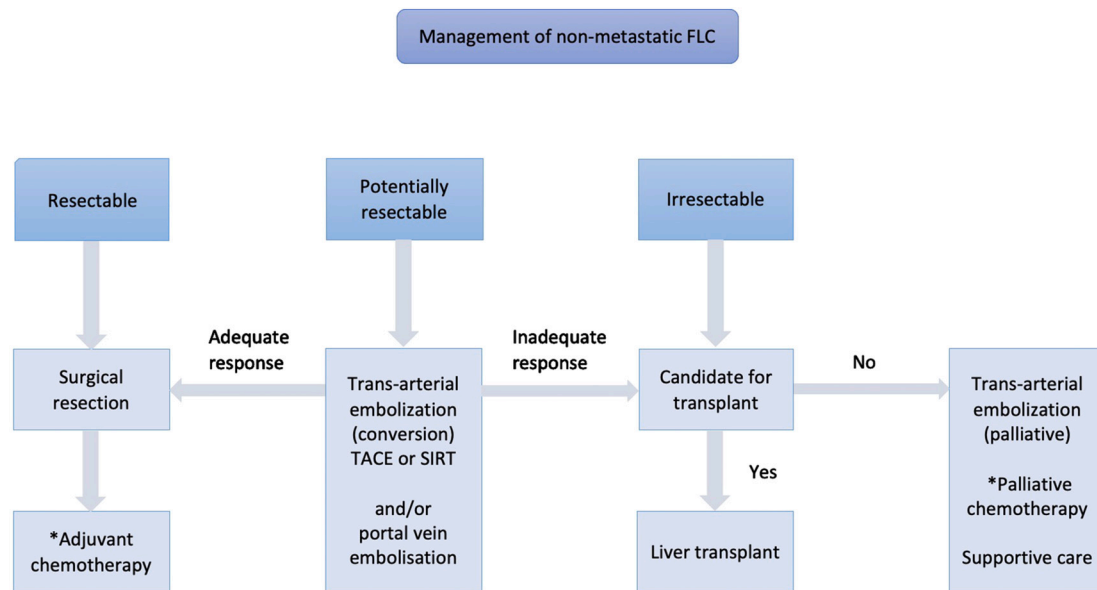 Management of non-metastatic FLC
Resectable
Potentially
resectable
Irresectable
Adequate
response
Inadequate
response
No
Surgical
resection
Trans-arterial
embolization
(conversion)
TACE or SIRT
and/or
portal vein
embolisation
Candidate for
transplant
Trans-arterial
embolization
(palliative)
*Palliative
chemotherapy
Supportive care
Yes
*Adjuvant
chemotherapy
Liver transplant